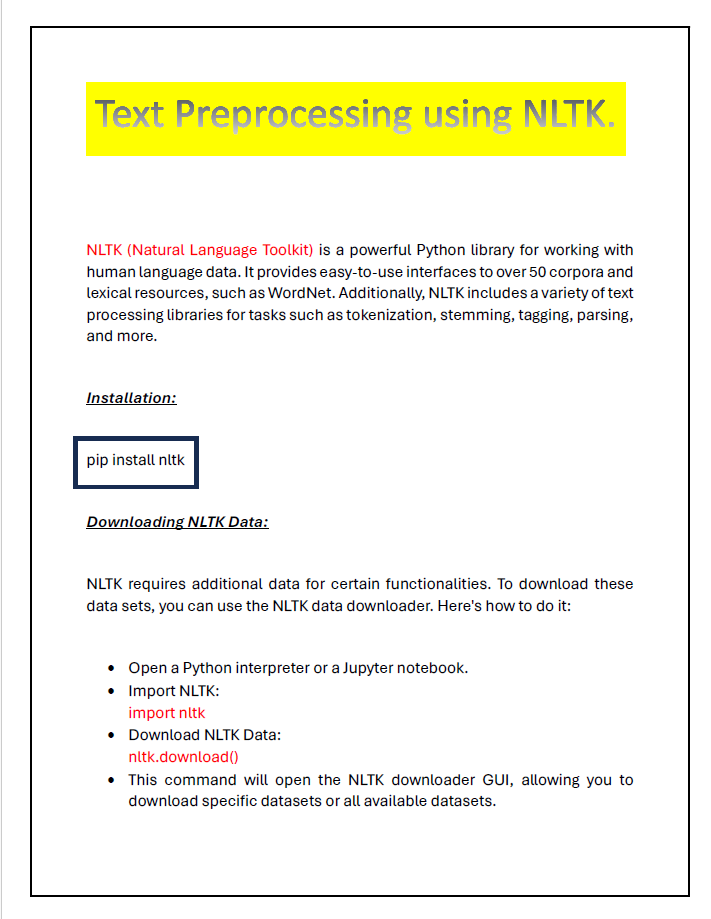 Text Preprocessing using NLTK.
NLTK (Natural Language Toolkit) is a powerful Python library for working with
human language data. It provides easy-to-use interfaces to over 50 corpora and
lexical resources, such as WordNet. Additionally, NLTK includes a variety of text
processing libraries for tasks such as tokenization, stemming, tagging, parsing,
and more.
Installation:
pip install nltk
Downloading NLTK Data:
NLTK requires additional data for certain functionalities. To download these
data sets, you can use the NLTK data downloader. Here's how to do it:
• Open a Python interpreter or a Jupyter notebook.
• Import NLTK:
import nltk
• Download NLTK Data:
nltk.download()
• This command will open the NLTK downloader GUI, allowing you to
download specific datasets or all available datasets.